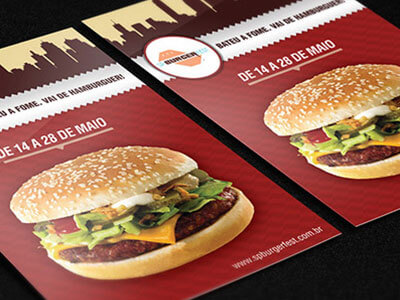 A FOME. VAI DE HAMBURGUER!
DE 14 A 28 DE MAIO
www.spburgerfest.com.br
BURGER
BATEU A FOME. VAI DE HAMBURGUER!
DE 14 A 28 DE MAIO